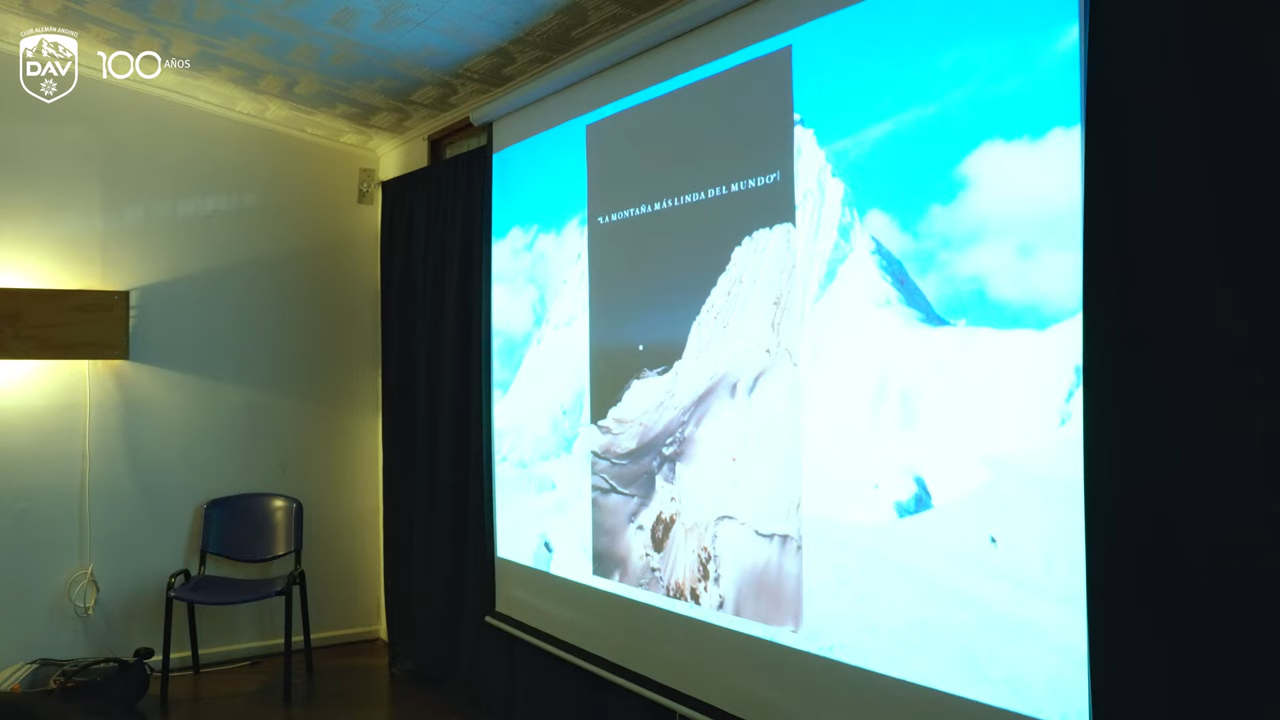 CLUB ALEMÁN ANDINO
DAV
100 AÑOS
"LA MONTAÑA MÁS LINDA DEL MUNDO"